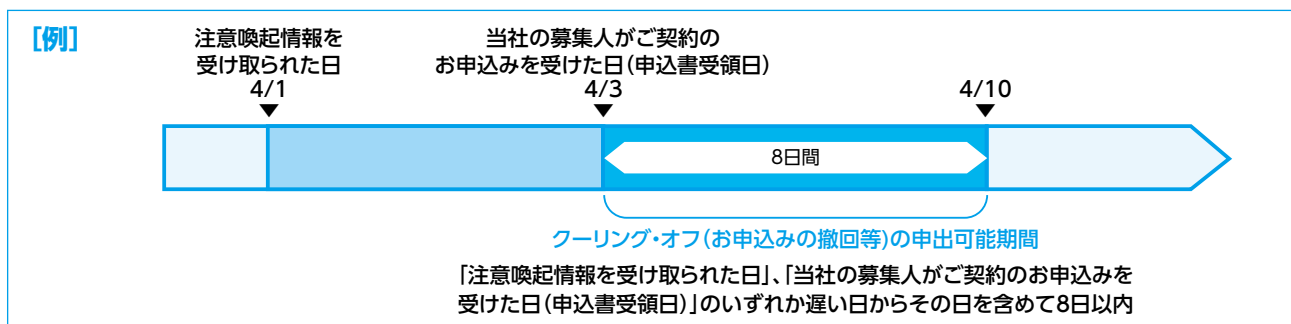 ［例］
注意喚起情報を
受け取られた日
4/1
当社の募集人がご契約の
お申込みを受けた日（申込書受領日）
4/3
4/10
8日間
クーリング・オフ（お申込みの撤回等）の申出可能期間
「注意喚起情報を受け取られた日」、「当社の募集人がご契約のお申込みを
受けた日（申込書受領日）」のいずれか遅い日からその日を含めて8日以内